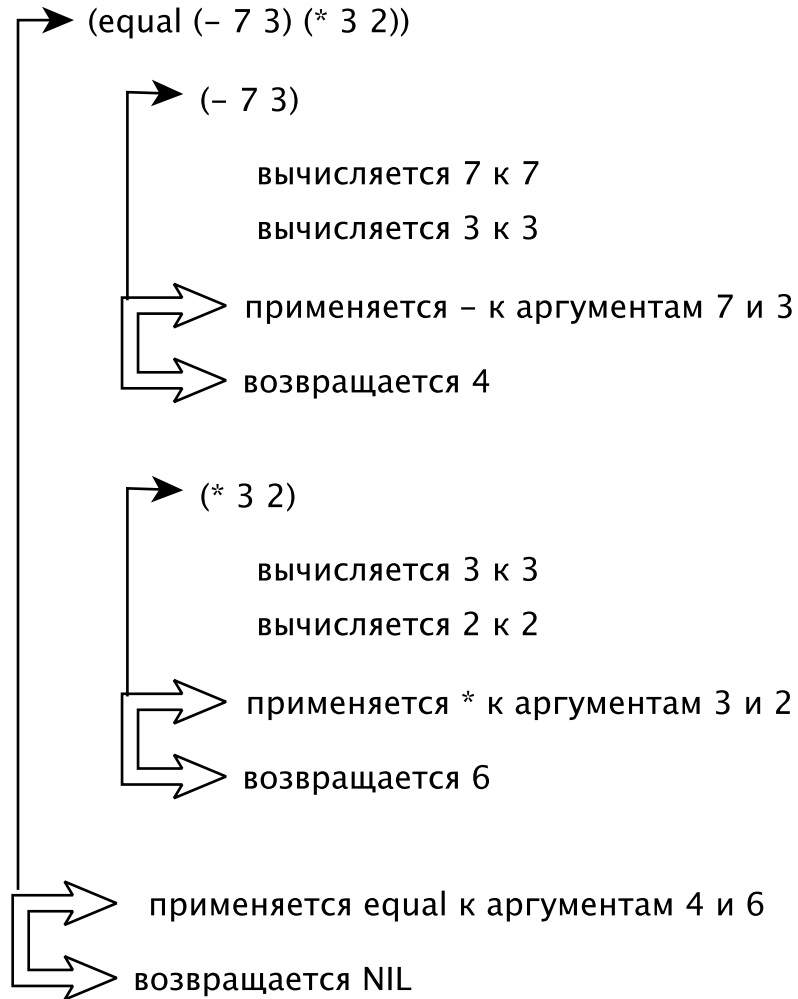 (equal (– 7 3) (* 3 2))
(– 7 3)
вычисляется 7 к 7
вычисляется 3 к 3
применяется – к аргументам 7 и 3
возвращается 4
(* 3 2)
вычисляется 3 к 3
вычисляется 2 к 2
применяется * к аргументам 3 и 2
возвращается 6
применяется equal к аргументам 4 и 6
возвращается NIL